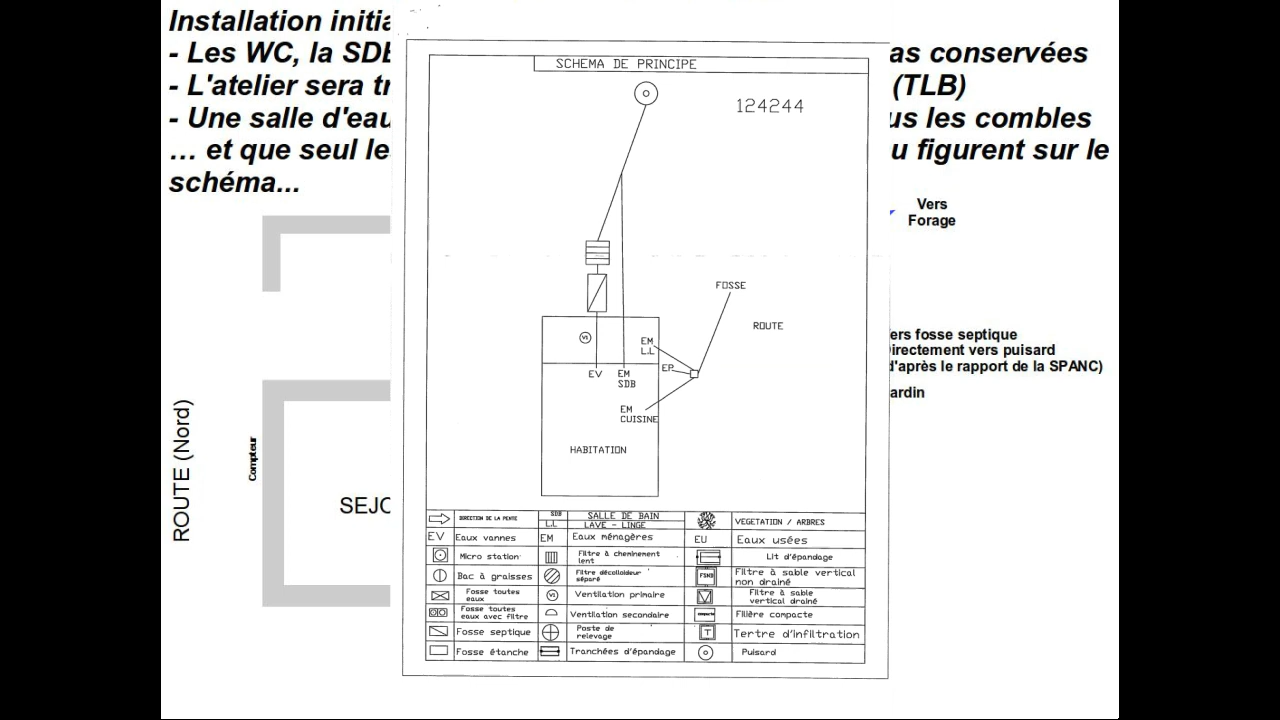 Installation initia
- Les WC, la SDB
as conservées
- L'atelier sera tr
(TLB)
- Une salle d'eau
us les combles
… et que seul le
u figurent sur le
schéma...
SCHEMA DE PRINCIPE
124244
Vers
Forage
FOSSE
ROUTE
VI
EM
L.L
EP
EV
EM
SDB
EM
CUISINE
HABITATION
ers fosse septique
irectement vers puisard
d'après le rapport de la SPANC)
ardin
ROUTE (Nord)
Compteur
SEJO
DIRECTION DE LA PENTE
SDB SALLE DE BAIN
L.L LAVE - LINGE
VEGETATION / ARBRES
EV Eaux vannes EM Eaux ménagères EU Eaux usées
Micro station
Filtre à cheminement
lent
Lit d'épandage
Bac à graisses
Filtre décolloideur
séparé
FSNB
Filtre à sable vertical
non drainé
Fosse toutes
eaux
VI
Ventilation primaire
Filtre à sable
vertical drainé
Fosse toutes
eaux avec filtre
Ventilation secondaire
compacte
Filière compacte
Fosse septique
Poste de
relevage
T
Tertre d'infiltration
Fosse étanche
Tranchées d'épandage
Puisard